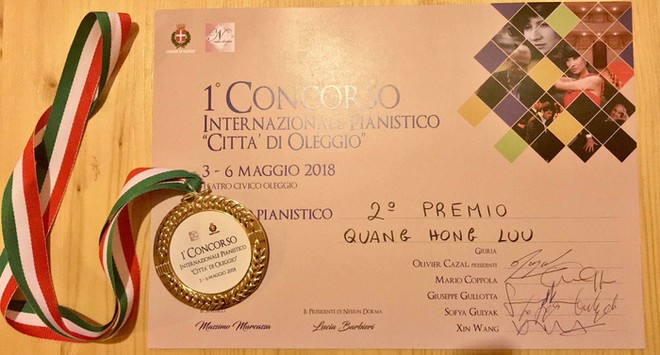 1° CONCORSO
INTERNAZIONALE PIANISTICO
"CITTA' DI OLEGGIO"
3 - 6 MAGGIO 2018
TEATRO CIVICO OLEGGIO
PIANISTICO 2º PREMIO
QUANG HONG LUU
GIURIA
OLIVIER CAZAL PRESIDENTE
MARIO COPPOLA
GIUSEPPE GULLOTTA
SOFYA GULYAK
XIN WANG
IL PRESIDENTE DI NESSUN DORMA
MASSIMO MARCASSA
LUCIA BARBIERI
1° CONCORSO
INTERNAZIONALE PIANISTICO
"CITTA' DI OLEGGIO"
3 - 6 MAGGIO 2018